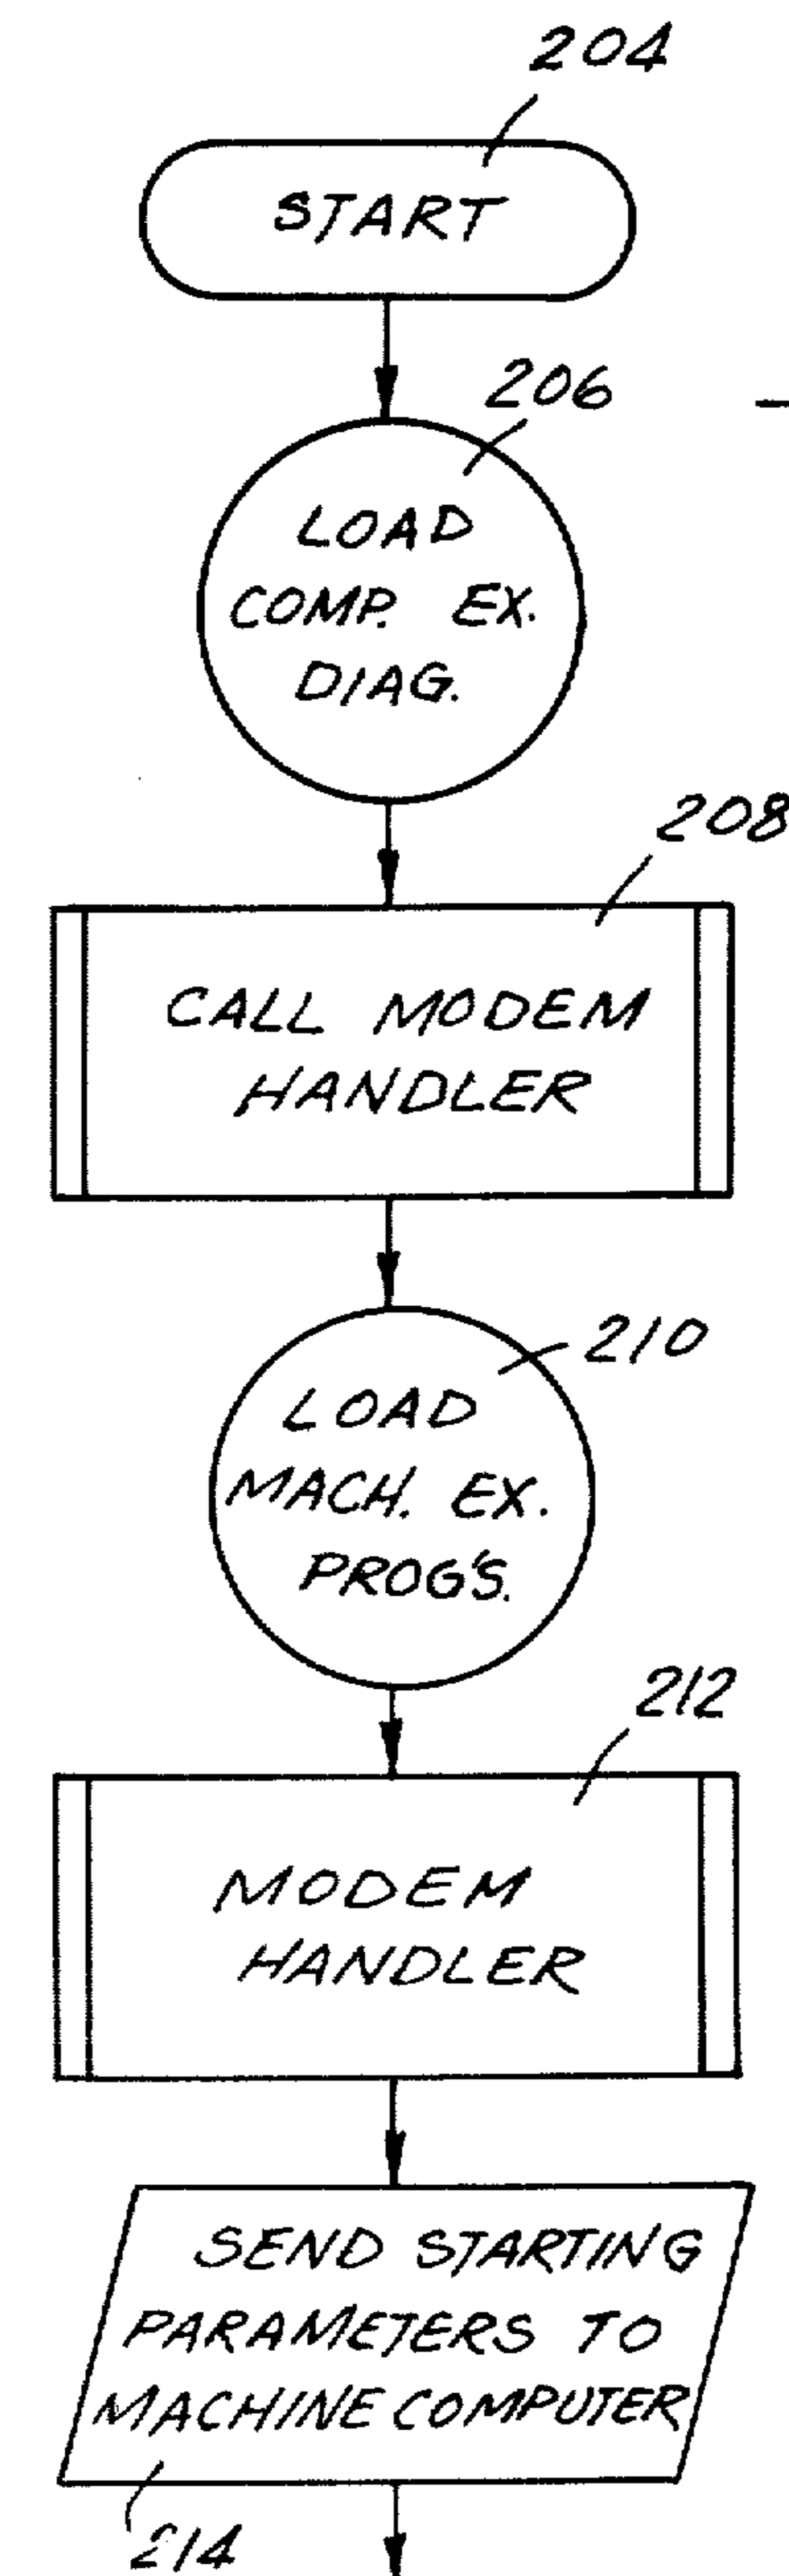 204
START
206
LOAD
COMP. EX.
DIAG.
208
CALL MODEM
HANDLER
210
LOAD
MACH. EX.
PROG'S.
212
MODEM
HANDLER
SEND STARTING
PARAMETERS TO
MACHINE COMPUTER
214